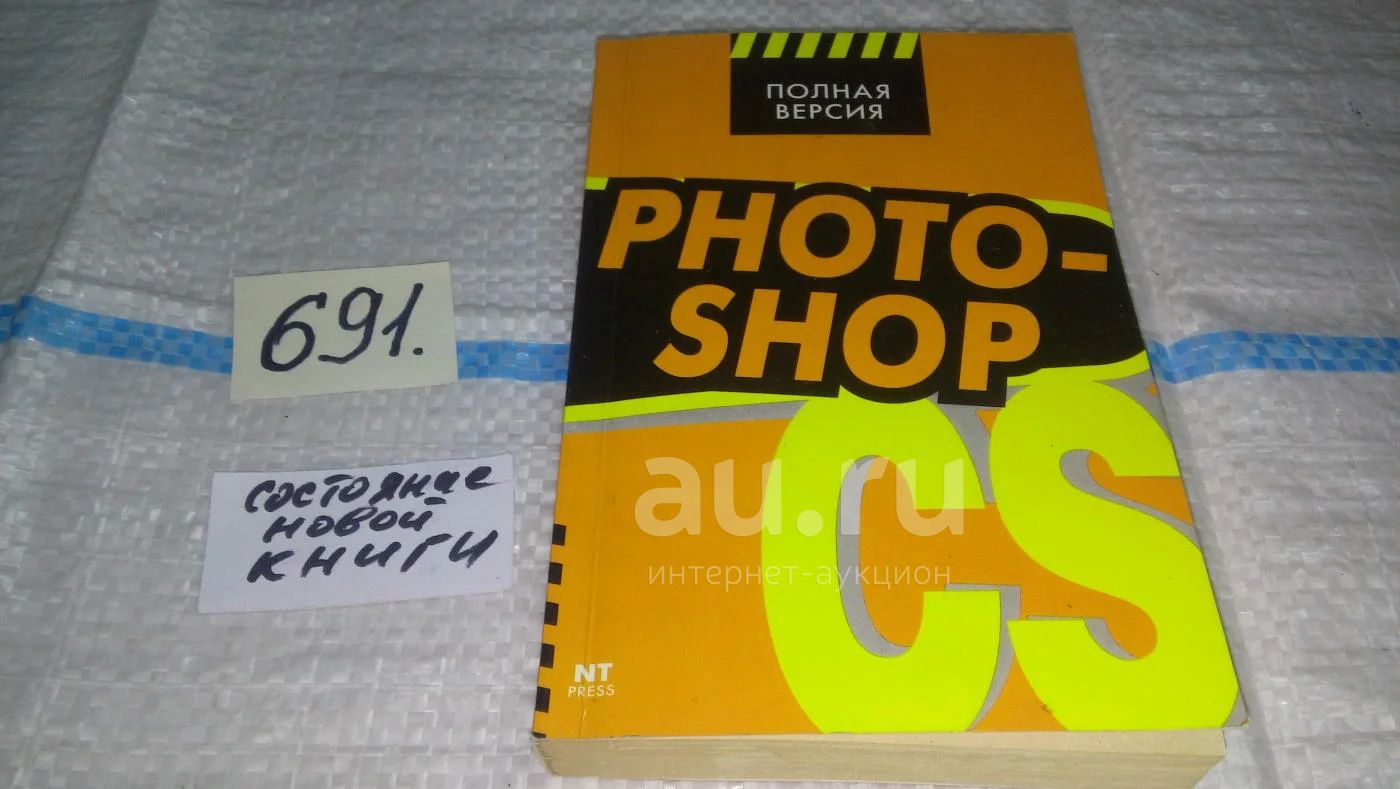 ПОЛНАЯ
ВЕРСИЯ
PHOTO-
SHOP
CS
NT
PRESS
691.
состояние
новой
книги
au.ru
интернет-аукцион